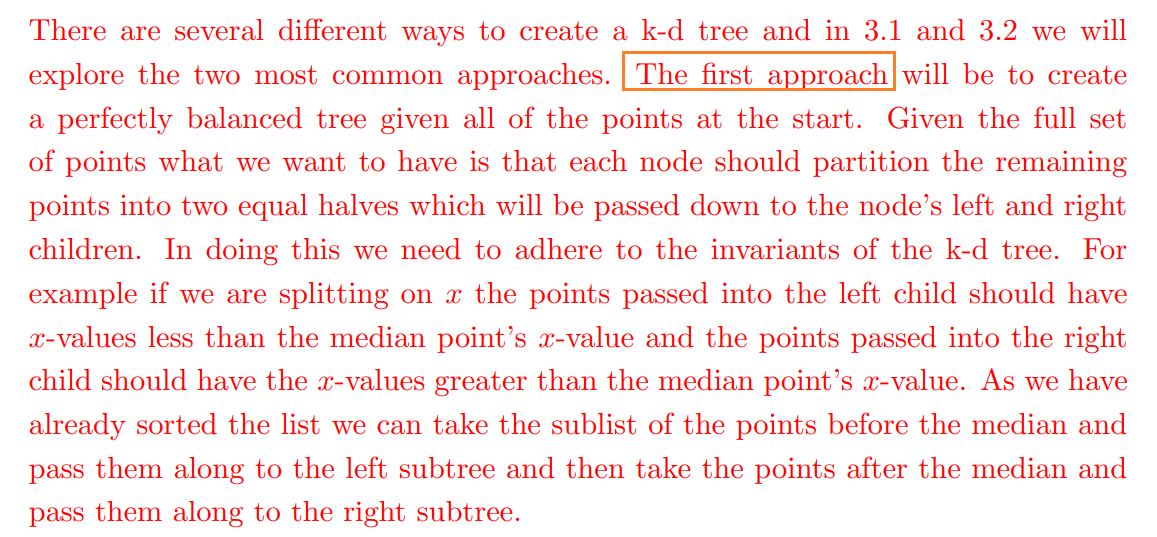 There are several different ways to create a k-d tree and in 3.1 and 3.2 we will
explore the two most common approaches. The first approach will be to create
a perfectly balanced tree given all of the points at the start. Given the full set
of points what we want to have is that each node should partition the remaining
points into two equal halves which will be passed down to the node's left and right
children. In doing this we need to adhere to the invariants of the k-d tree. For
example if we are splitting on x the points passed into the left child should have
x-values less than the median point's x-value and the points passed into the right
child should have the x-values greater than the median point's x-value. As we have
already sorted the list we can take the sublist of the points before the median and
pass them along to the left subtree and then take the points after the median and
pass them along to the right subtree.